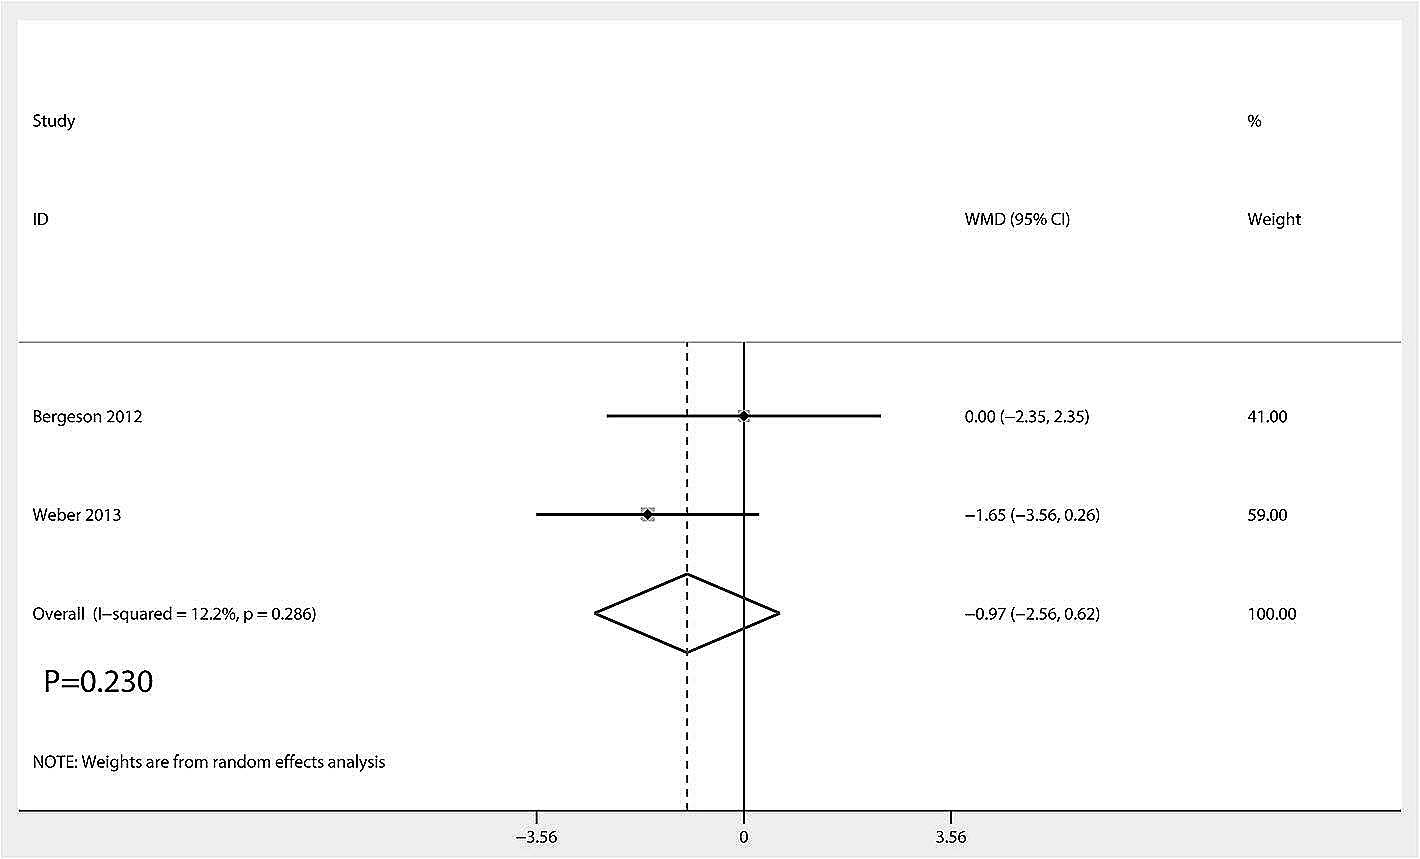 Study %
ID WMD (95% CI) Weight
Bergeson 2012 0.00 (−2.35, 2.35) 41.00
Weber 2013 −1.65 (−3.56, 0.26) 59.00
Overall (I−squared = 12.2%, p = 0.286) −0.97 (−2.56, 0.62) 100.00
P=0.230
NOTE: Weights are from random effects analysis
−3.56 0 3.56